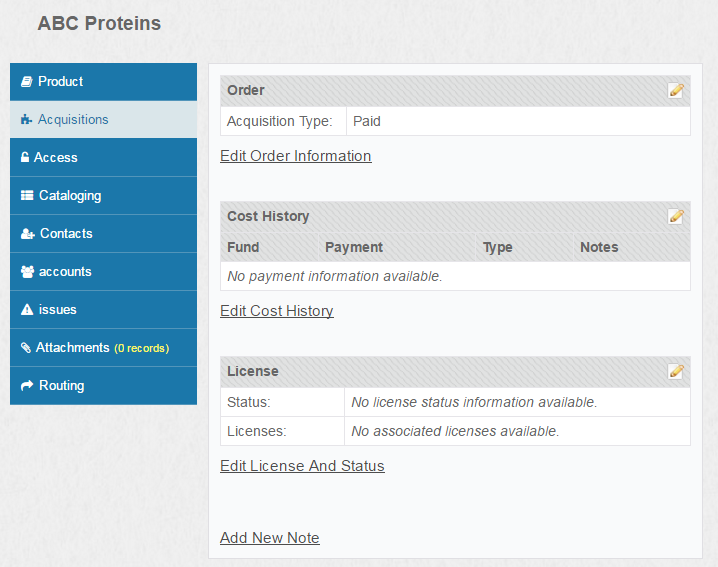 ABC Proteins
Product
Acquisitions
Access
Cataloging
Contacts
accounts
issues
Attachments (0 records)
Routing
Order
Acquisition Type: Paid
Edit Order Information
Cost History
Fund Payment Type Notes
No payment information available.
Edit Cost History
License
Status: No license status information available.
Licenses: No associated licenses available.
Edit License And Status
Add New Note